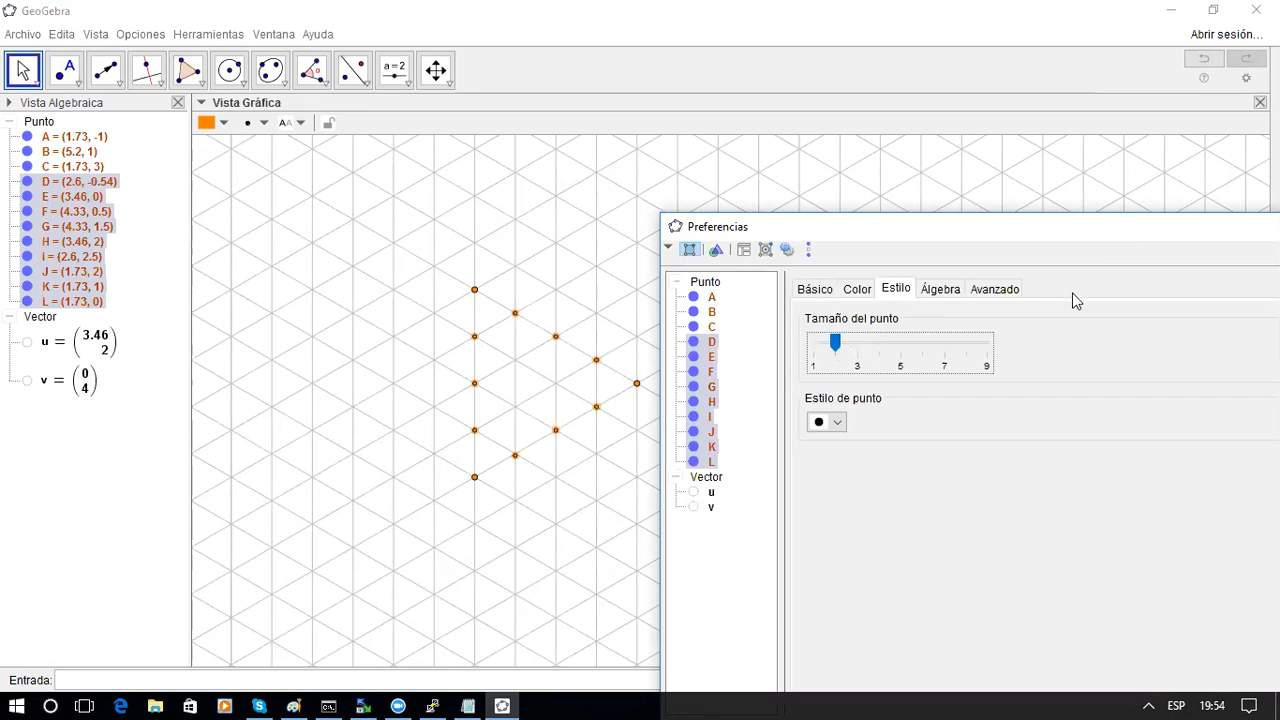 GeoGebra
Archivo Edita Vista Opciones Herramientas Ventana Ayuda
Abrir sesión...
A
a=2
Vista Algebraica
Vista Gráfica
AA
Punto
A = (1.73, -1)
B = (5.2, 1)
C = (1.73, 3)
D = (2.6, -0.54)
E = (3.46, 0)
F = (4.33, 0.5)
G = (4.33, 1.5)
H = (3.46, 2)
I = (2.6, 2.5)
J = (1.73, 2)
K = (1.73, 1)
L = (1.73, 0)
Vector
u = (3.46
2)
v = (0
4)
Preferencias
Punto
A
B
C
D
E
F
G
H
I
J
K
L
Vector
u
v
Básico Color Estilo Álgebra Avanzado
Tamaño del punto
1 3 5 7 9
Estilo de punto
Entrada:
ESP 19:54